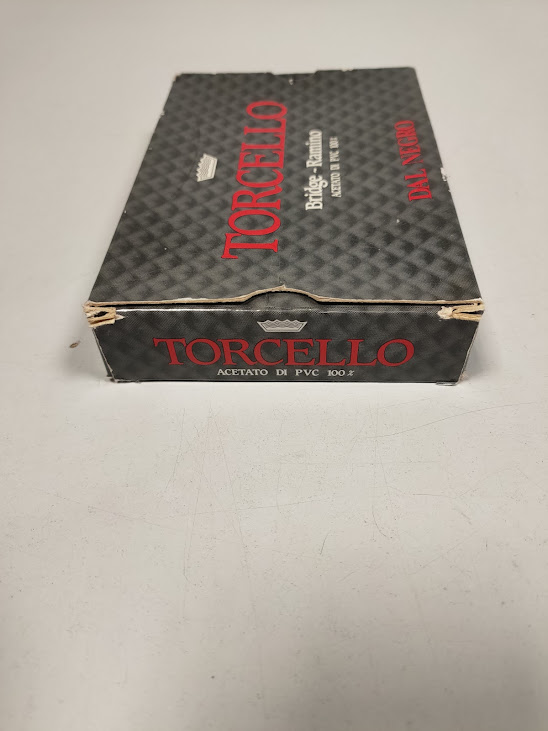 TORCELLO
Bridge - Ramino
ACETATO DI PVC 100%
DAL NEGRO
TORCELLO
ACETATO DI PVC 100%